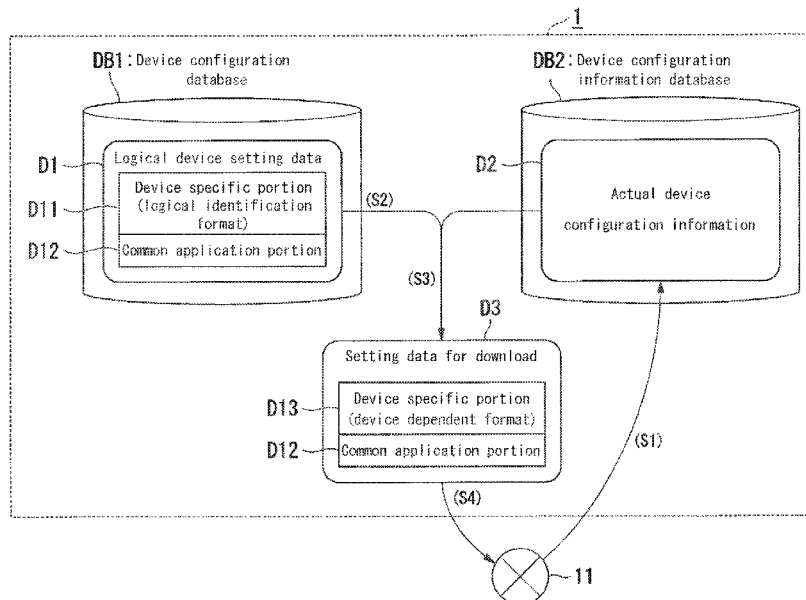 1
DB1: Device configuration
database
DB2: Device configuration
information database
D1
Logical device setting data
D11
Device specific portion
(logical identification
format)
D12
Common application portion
(S2)
D2
Actual device
configuration information
(S3)
D3
Setting data for download
D13
Device specific portion
(device dependent format)
D12
Common application portion
(S1)
(S4)
11